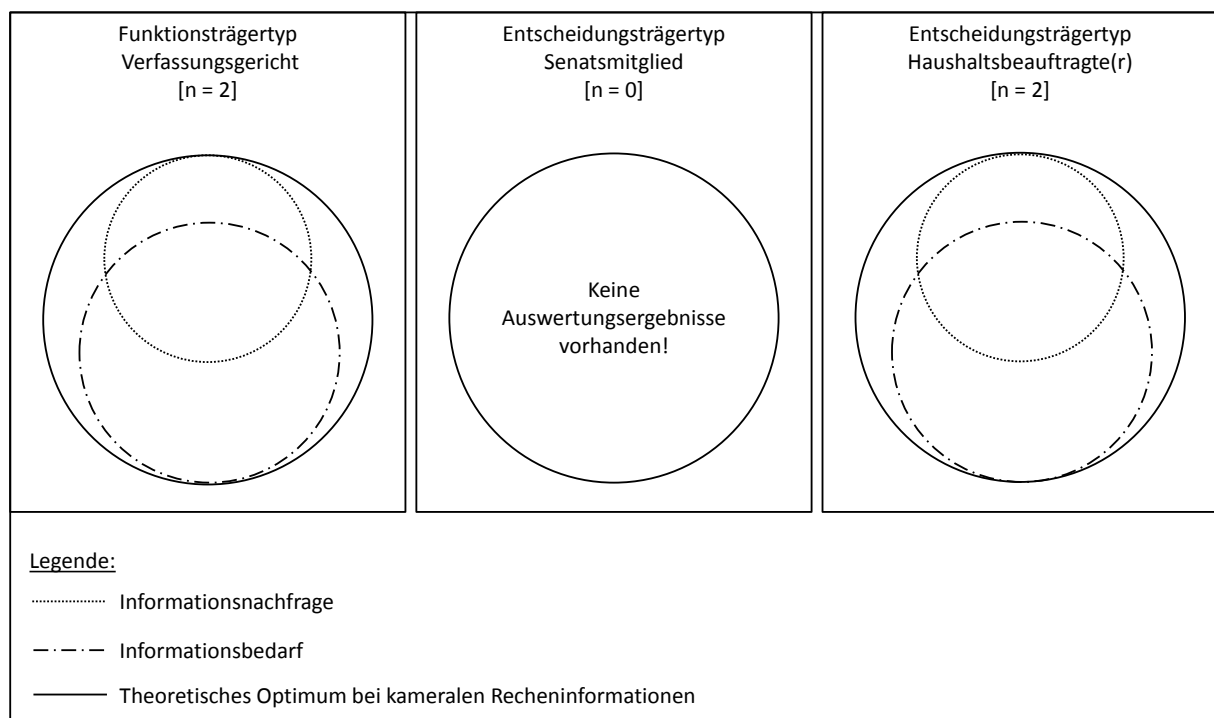 Funktionsträgertyp
Verfassungsgericht
[n = 2]
Entscheidungsträgertyp
Senatsmitglied
[n = 0]
Entscheidungsträgertyp
Haushaltsbeauftragte(r)
[n = 2]
Keine
Auswertungsergebnisse
vorhanden!
Legende:
Informationsnachfrage
Informationsbedarf
Theoretisches Optimum bei kameralen Recheninformationen